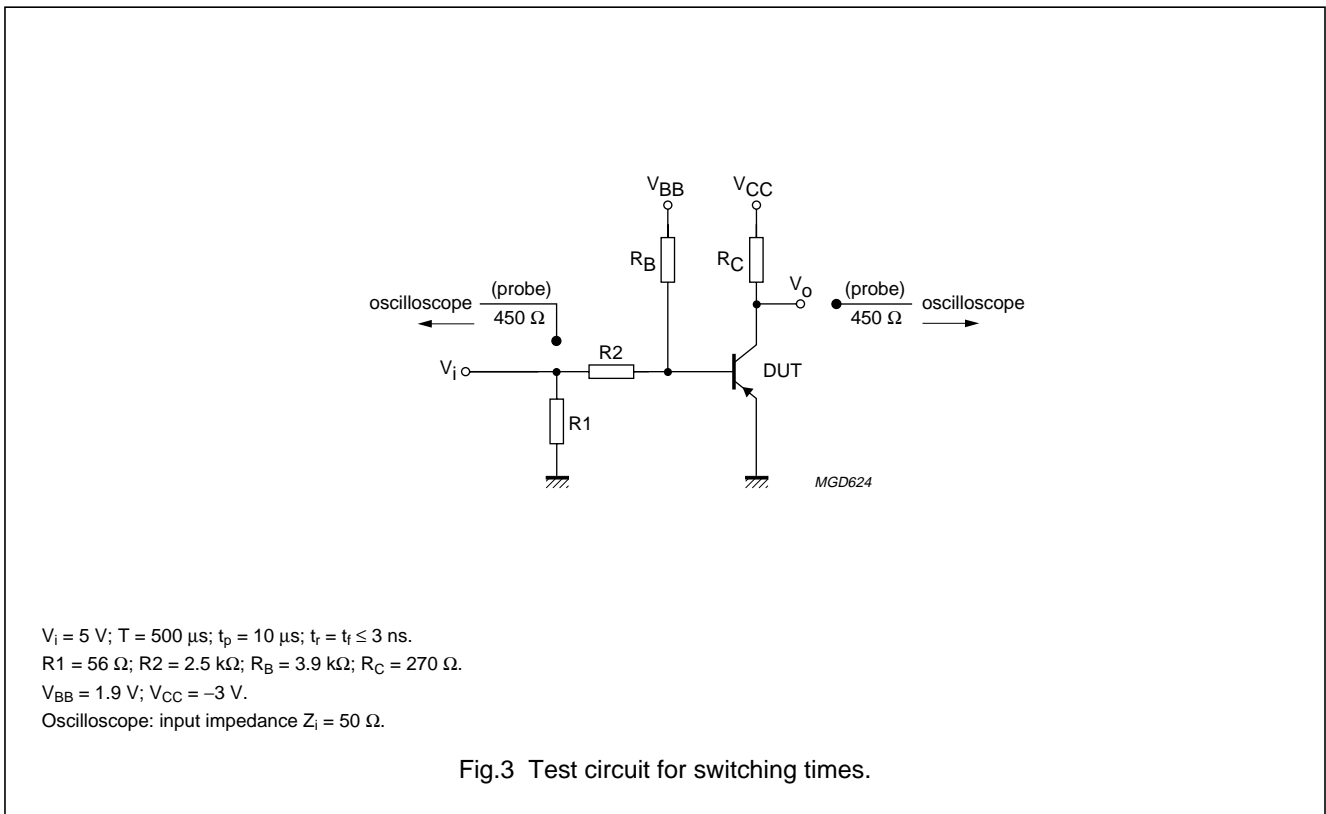 V_BB V_CC
R_B R_C
oscilloscope (probe) 450 Ω
V_o (probe) 450 Ω oscilloscope
R2
V_i DUT
R1
MGD624
V_i = 5 V; T = 500 μs; t_p = 10 μs; t_r = t_f ≤ 3 ns.
R1 = 56 Ω; R2 = 2.5 kΩ; R_B = 3.9 kΩ; R_C = 270 Ω.
V_BB = 1.9 V; V_CC = −3 V.
Oscilloscope: input impedance Z_i = 50 Ω.
Fig.3 Test circuit for switching times.